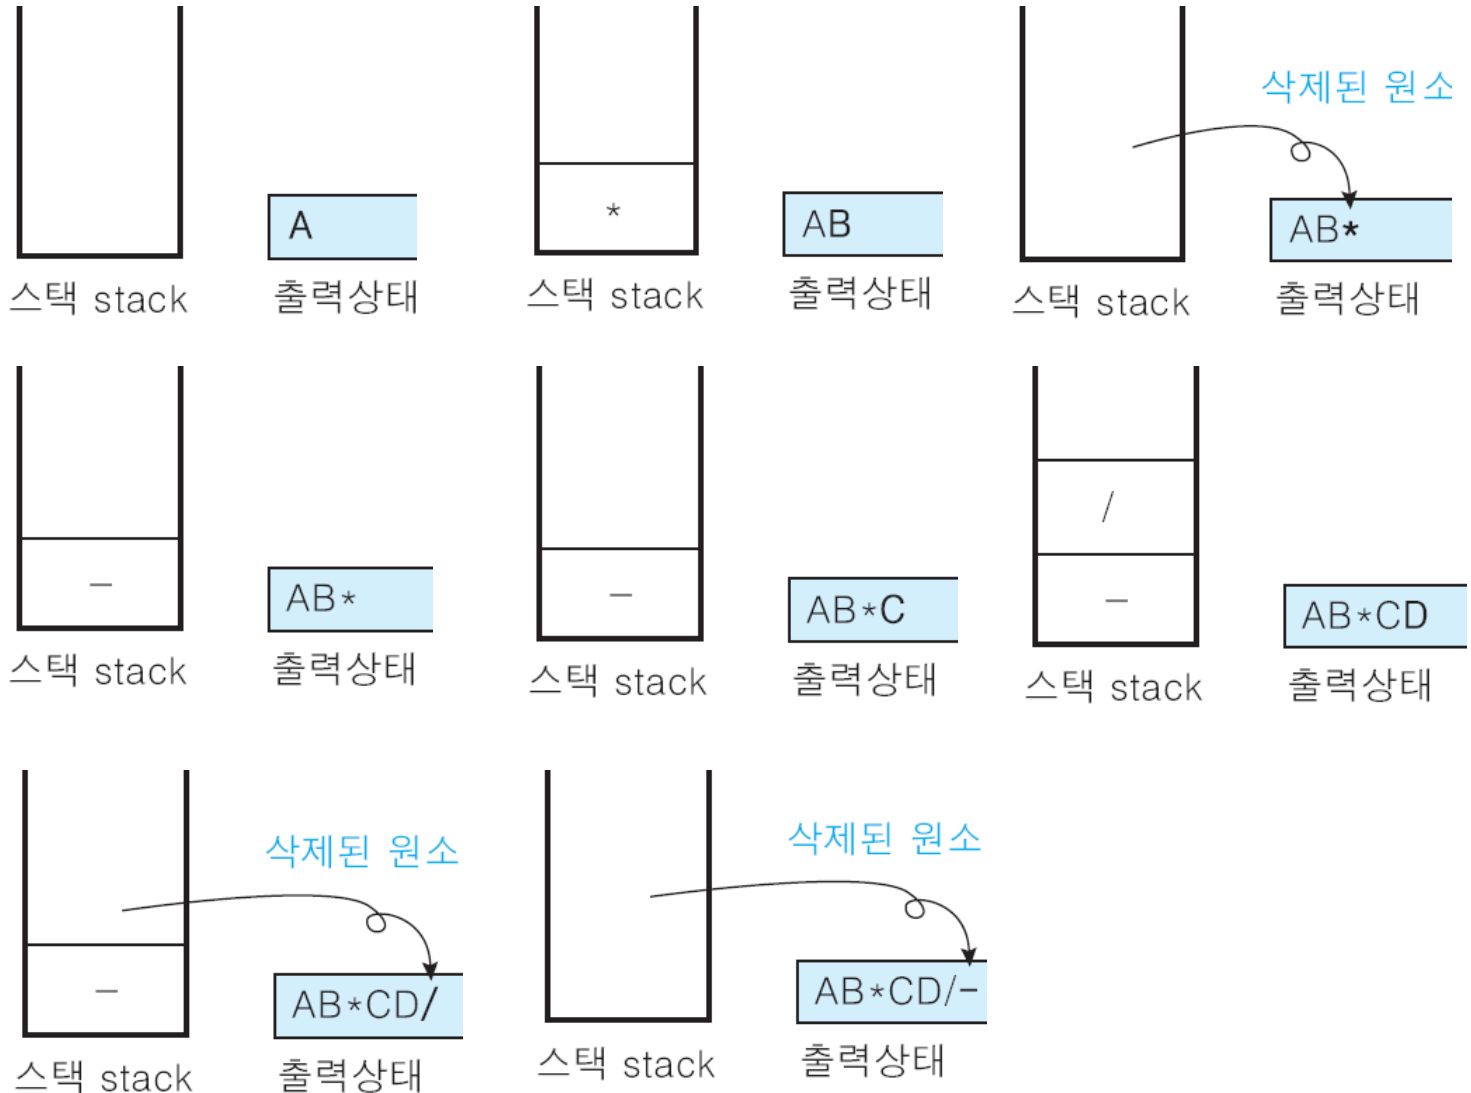 A
스택 stack
출력상태
*
AB
스택 stack
출력상태
삭제된 원소
AB*
스택 stack
출력상태
–
AB*
스택 stack
출력상태
–
AB*C
스택 stack
출력상태
/
–
AB*CD
스택 stack
출력상태
삭제된 원소
–
AB*CD/
스택 stack
출력상태
삭제된 원소
AB*CD/–
스택 stack
출력상태